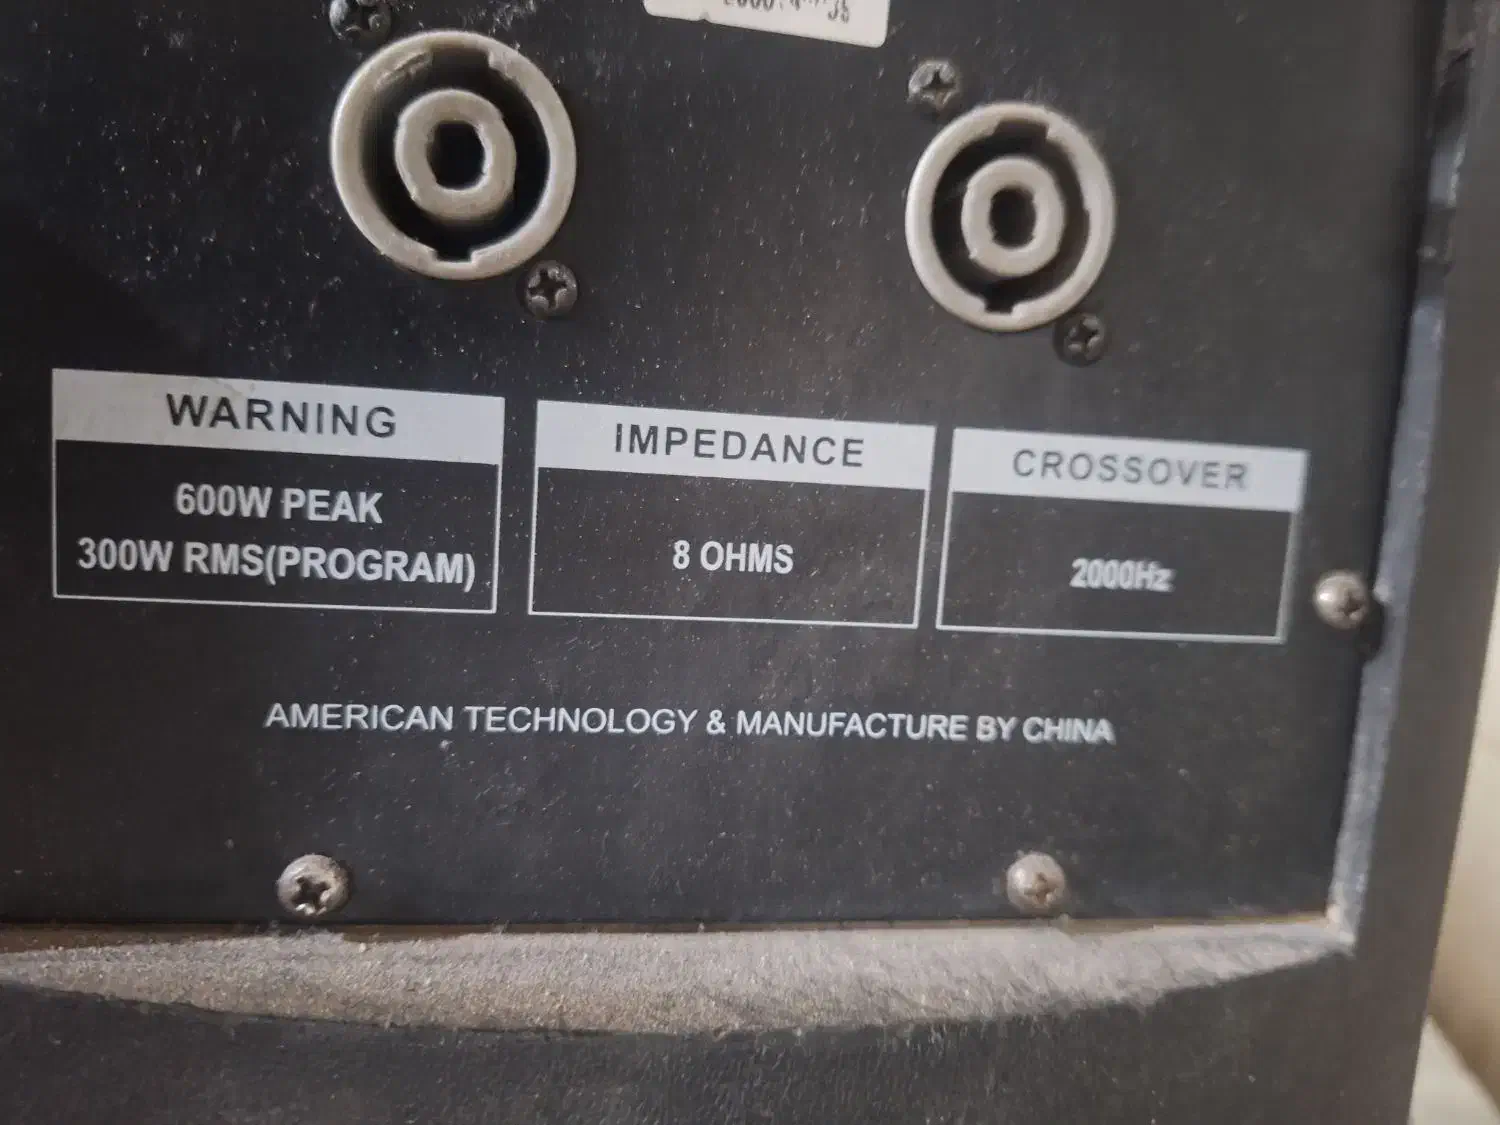 WARNING
600W PEAK
300W RMS(PROGRAM)
IMPEDANCE
8 OHMS
CROSSOVER
2000Hz
AMERICAN TECHNOLOGY & MANUFACTURE BY CHINA